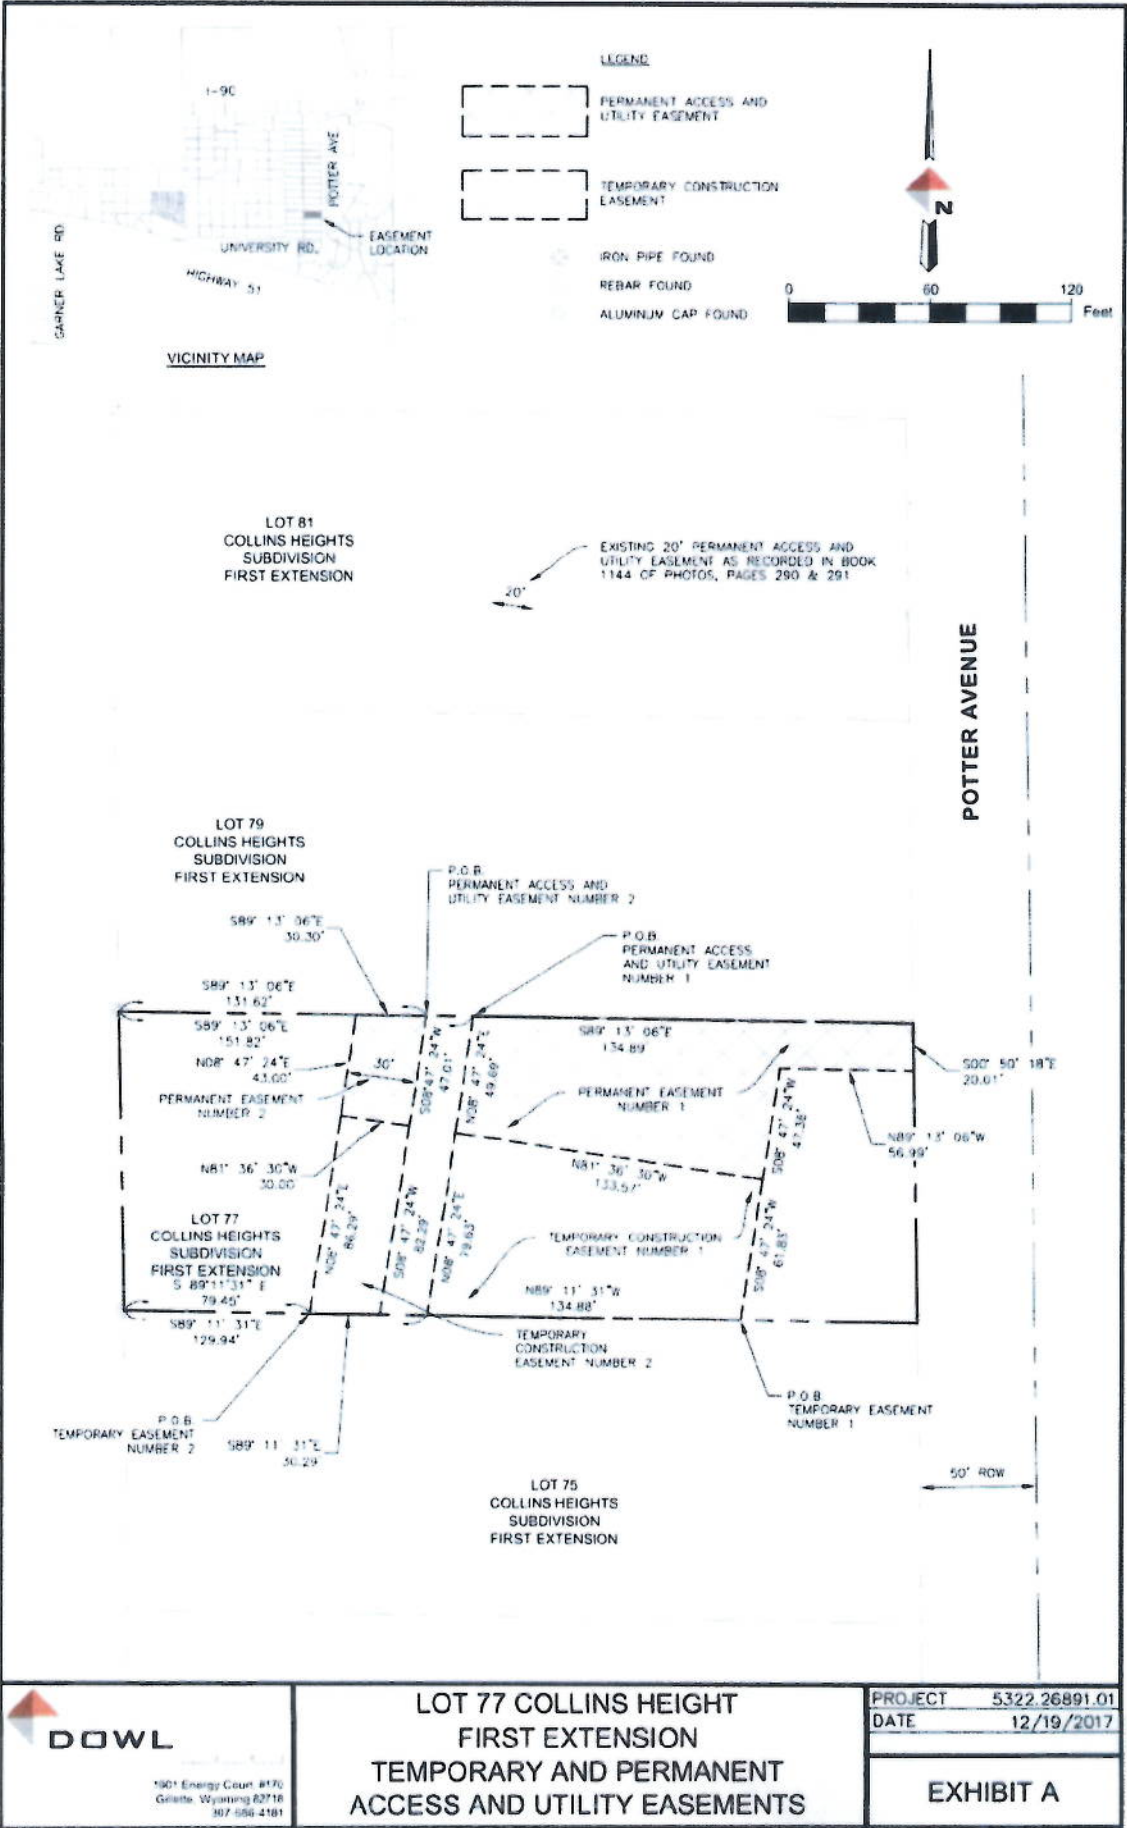 LEGEND
PERMANENT ACCESS AND
UTILITY EASEMENT
TEMPORARY CONSTRUCTION
EASEMENT
IRON PIPE FOUND
REBAR FOUND
ALUMINUM CAP FOUND
I-90
POTTER AVE
EASEMENT
LOCATION
UNIVERSITY RD.
HIGHWAY 51
GARNER LAKE RD
VICINITY MAP
N
0 60 120
Feet
LOT 81
COLLINS HEIGHTS
SUBDIVISION
FIRST EXTENSION
EXISTING 20' PERMANENT ACCESS AND
UTILITY EASEMENT AS RECORDED IN BOOK
1144 OF PHOTOS, PAGES 290 & 291
20'
POTTER AVENUE
LOT 79
COLLINS HEIGHTS
SUBDIVISION
FIRST EXTENSION
P.O.B.
PERMANENT ACCESS AND
UTILITY EASEMENT NUMBER 2
P.O.B.
PERMANENT ACCESS
AND UTILITY EASEMENT
NUMBER 1
S89° 13' 06"E
30.30'
S89° 13' 06"E
131.62'
S89° 13' 06"E
151.82'
N08° 47' 24"E
43.00'
30'
PERMANENT EASEMENT
NUMBER 2
S08° 47' 24"W
47.01'
N08° 47' 24"E
49.69'
S89° 13' 06"E
134.89'
S00° 50' 18"E
20.01'
PERMANENT EASEMENT
NUMBER 1
S08° 47' 24"W
47.38'
N89° 13' 06"W
56.99'
N81° 36' 30"W
30.00'
N81° 36' 30"W
133.57'
N08° 47' 24"E
86.29'
S08° 47' 24"W
82.29'
N08° 47' 24"E
79.63'
S08° 47' 24"W
61.83'
TEMPORARY CONSTRUCTION
EASEMENT NUMBER 1
LOT 77
COLLINS HEIGHTS
SUBDIVISION
FIRST EXTENSION
S 89°11'31" E
79.45'
S89° 11' 31"E
129.94'
N89° 11' 31"W
134.88'
TEMPORARY
CONSTRUCTION
EASEMENT NUMBER 2
P.O.B.
TEMPORARY EASEMENT
NUMBER 2
S89° 11' 31"E
30.29'
P.O.B.
TEMPORARY EASEMENT
NUMBER 1
50' ROW
LOT 75
COLLINS HEIGHTS
SUBDIVISION
FIRST EXTENSION
DOWL
1901 Energy Court, #170
Gillette, Wyoming 82718
307-686-4181
LOT 77 COLLINS HEIGHT
FIRST EXTENSION
TEMPORARY AND PERMANENT
ACCESS AND UTILITY EASEMENTS
PROJECT 5322.26891.01
DATE 12/19/2017
EXHIBIT A